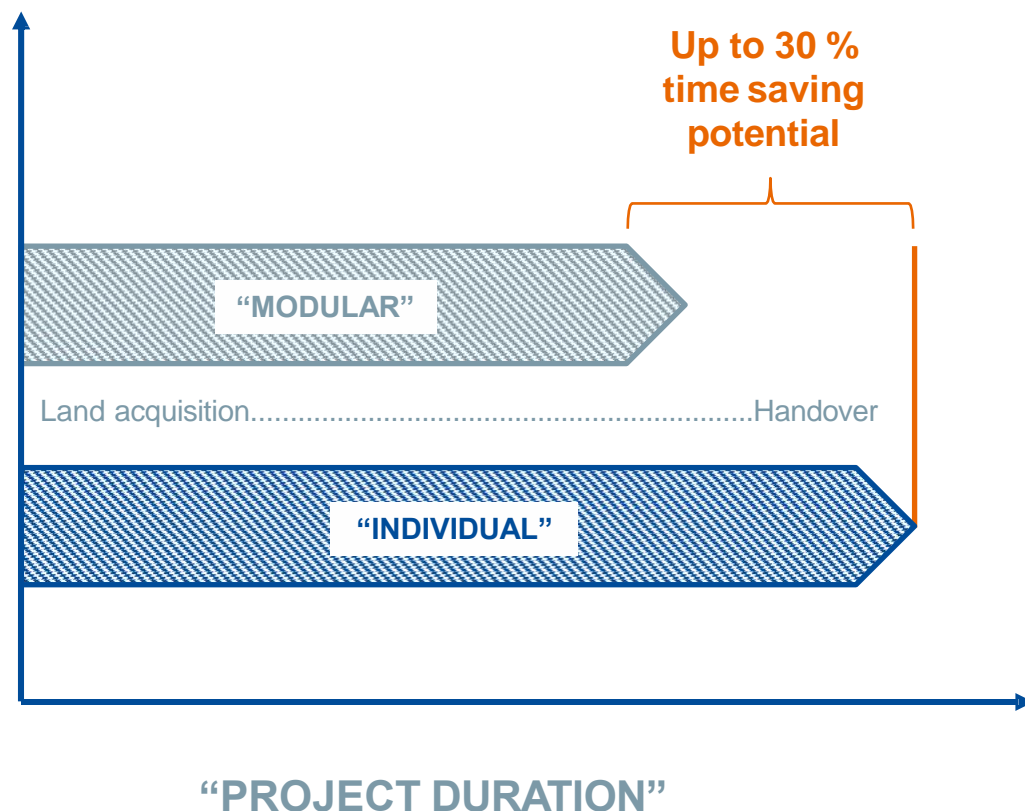 Up to 30 %
time saving
potential
“MODULAR”
Land acquisition.............................................................Handover
“INDIVIDUAL”
“PROJECT DURATION”